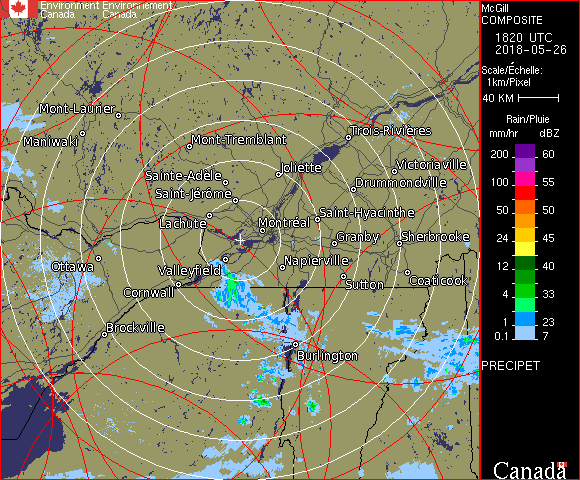 Environment Environnement
Canada Canada
McGill
COMPOSITE
1820 UTC
2018-05-26
Scale/Échelle:
1km/Pixel
40 KM
Rain/Pluie
mm/hr dBZ
200 60
55
100 55
50 50
24 45
12 40
4 33
1 23
0.1 7
PRECIPET
Canada
Mont-Laurier
Maniwaki
Mont-Tremblant
Trois-Rivières
Joliette
Victoriaville
Sainte-Adèle
Drummondville
Saint-Jérôme
Lachute
Saint-Hyacinthe
Montréal
Granby
Sherbrooke
Ottawa
Valleyfield
Napierville
Cornwall
Sutton
Coaticook
Brockville
Burlington